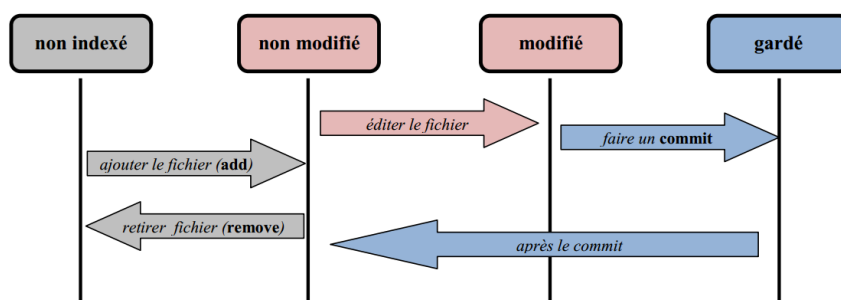 non indexé
non modifié
modifié
gardé
éditer le fichier
faire un commit
ajouter le fichier (add)
retirer fichier (remove)
après le commit